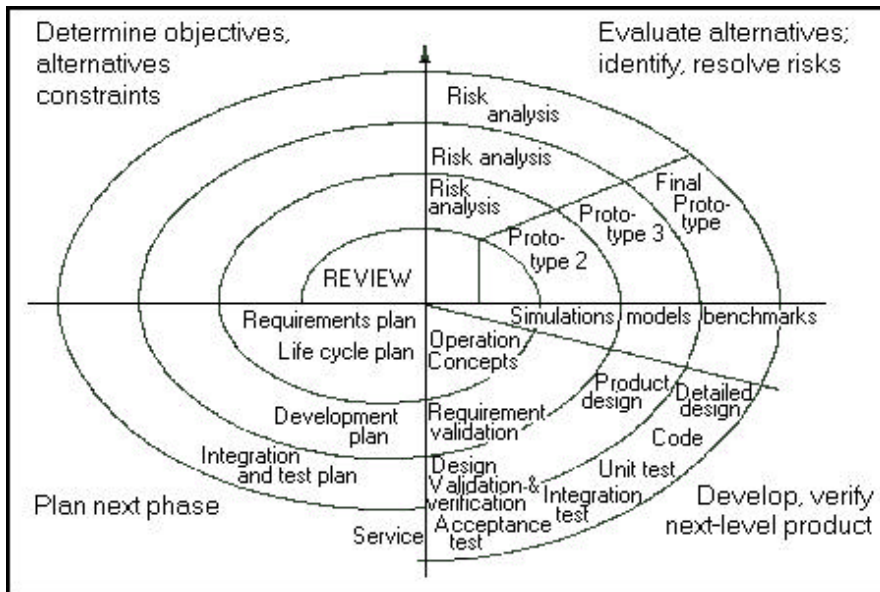 Determine objectives,
alternatives
constraints
Evaluate alternatives;
identify, resolve risks
Risk
analysis
Risk analysis
Risk
analysis
Final
Proto-
type
Proto-
type 3
Proto-
type 2
REVIEW
Simulations models benchmarks
Requirements plan
Life cycle plan
Operation
Concepts
Product
design
Detailed
design
Development
plan
Requirement
validation
Code
Integration
and test plan
Design
Validation&
verification
Unit test
Integration
test
Plan next phase
Develop, verify
next-level product
Service
Acceptance
test